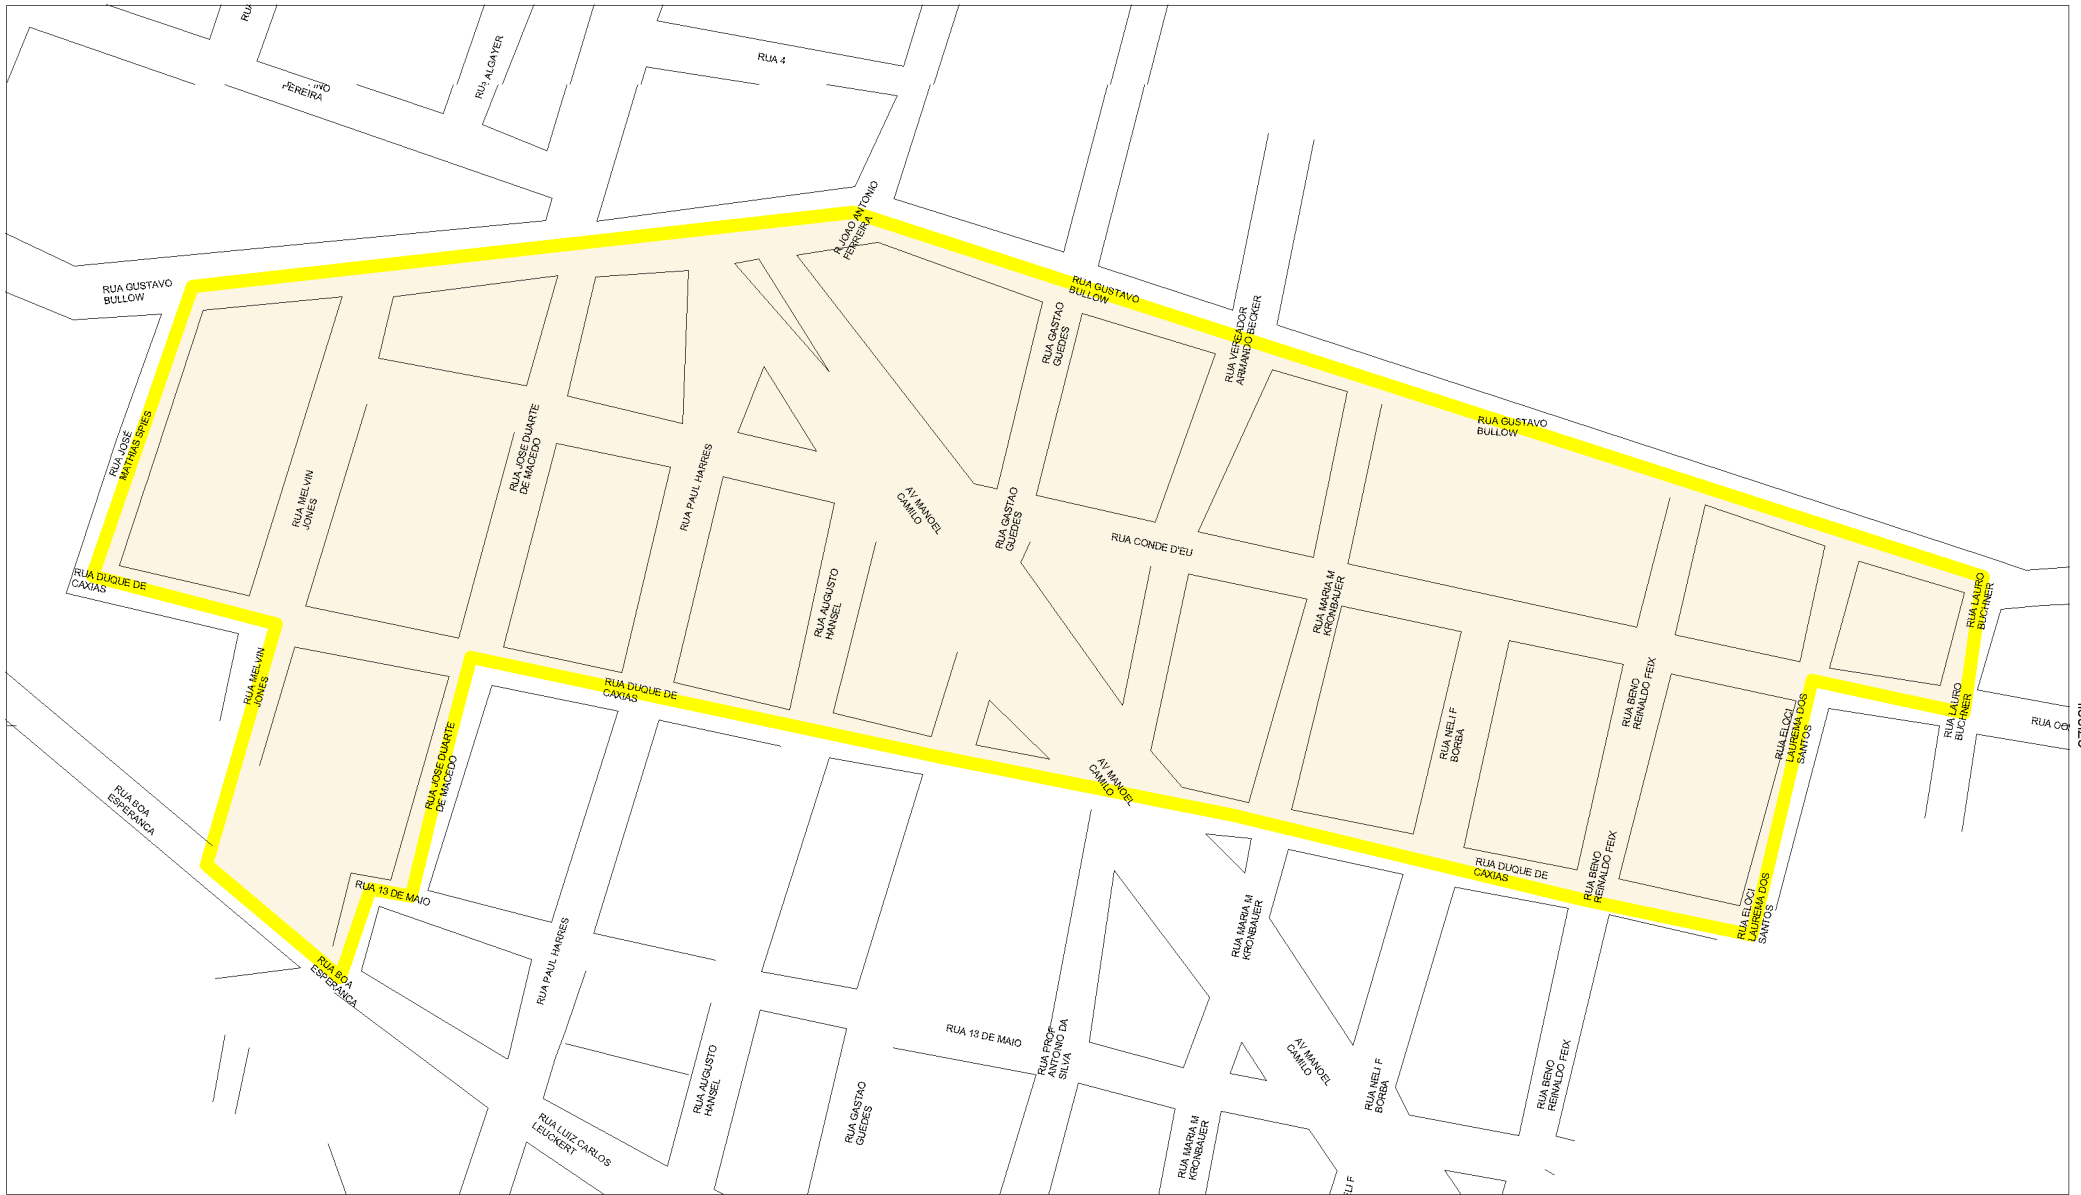 RUA 4
RUA ALGAYER
PEREIRA
R JOAO ANTONIO
FERREIRA
RUA GUSTAVO
BULLOW
RUA GUSTAVO
BULLOW
RUA GASTAO
GUEDES
RUA VEREADOR
ARMANDO BECKER
RUA GUSTAVO
BULLOW
RUA JOSÉ
MATHIAS SPIES
RUA MELVIN
JONES
RUA JOSE DUARTE
DE MACEDO
RUA PAUL HARRES
AV MANOEL
CAMILO
RUA GASTAO
GUEDES
RUA CONDE D'EU
RUA DUQUE DE
CAXIAS
RUA AUGUSTO
HANSEL
RUA MARIA M
KRONBAUER
RUA LAURO
BUCHNER
RUA MELVIN
JONES
RUA DUQUE DE
CAXIAS
RUA BENO
REINALDO FEIX
RUA NELI F
BORBA
RUA ELOCI
LAUREMA DOS
SANTOS
RUA LAURO
BUCHNER
RUA
RUA JOSE DUARTE
DE MACEDO
RUA BOA
ESPERANCA
AV MANOEL
CAMILO
RUA DUQUE DE
CAXIAS
RUA BENO
REINALDO FEIX
RUA 13 DE MAIO
RUA ELOCI
LAUREMA DOS
SANTOS
RUA BOA
ESPERANCA
RUA PAUL HARRES
RUA MARIA M
KRONBAUER
RUA 13 DE MAIO
RUA PROF
ANTONIO DA
SILVA
AV MANOEL
CAMILO
RUA AUGUSTO
HANSEL
RUA GASTAO
GUEDES
RUA NELI F
BORBA
RUA BENO
REINALDO FEIX
RUA LUIZ CARLOS
LEUCKERT
RUA MARIA M
KRONBAUER